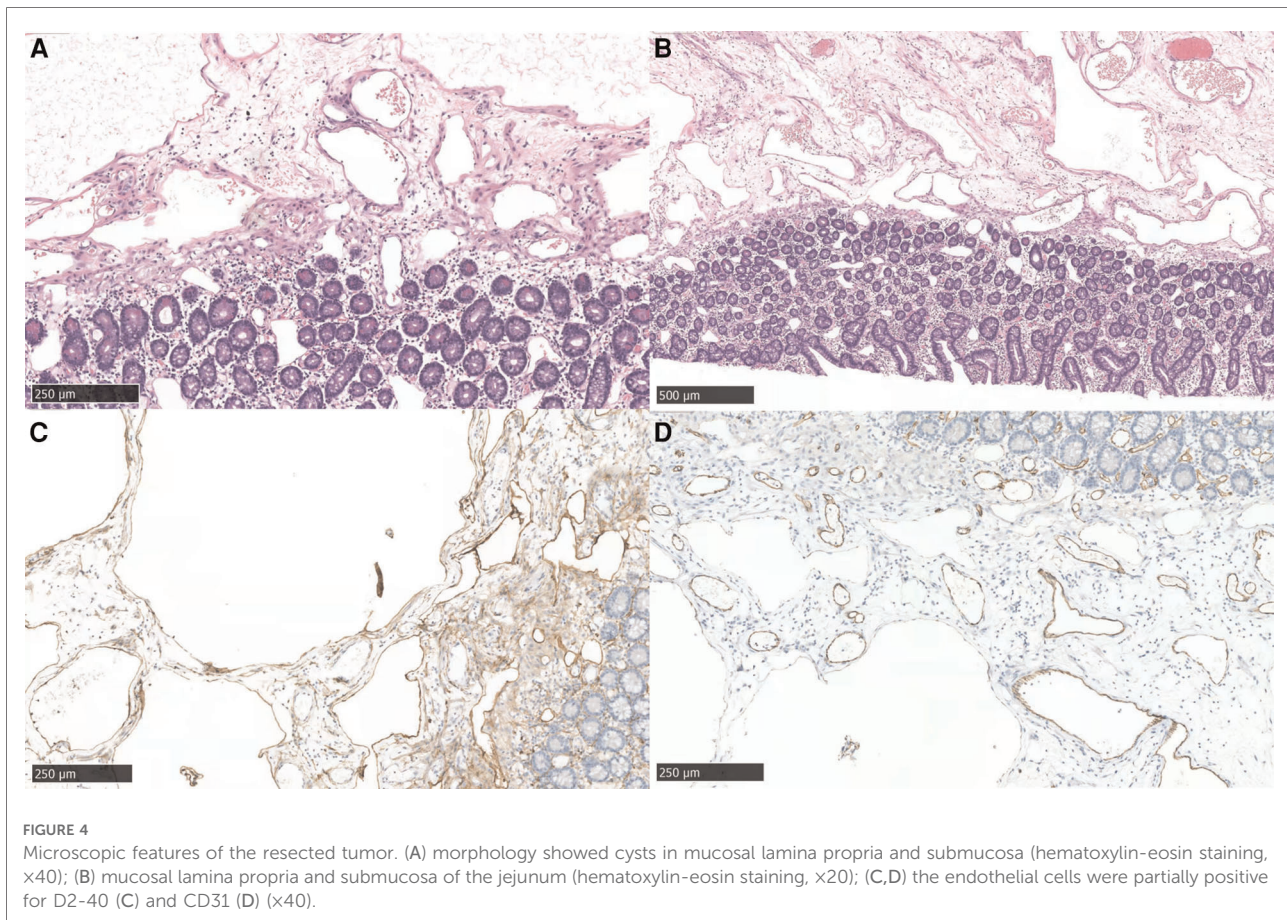 A
B
250 µm
500 µm
C
D
250 µm
250 µm
FIGURE 4
Microscopic features of the resected tumor. (A) morphology showed cysts in mucosal lamina propria and submucosa (hematoxylin-eosin staining,
×40); (B) mucosal lamina propria and submucosa of the jejunum (hematoxylin-eosin staining, ×20); (C,D) the endothelial cells were partially positive
for D2-40 (C) and CD31 (D) (×40).